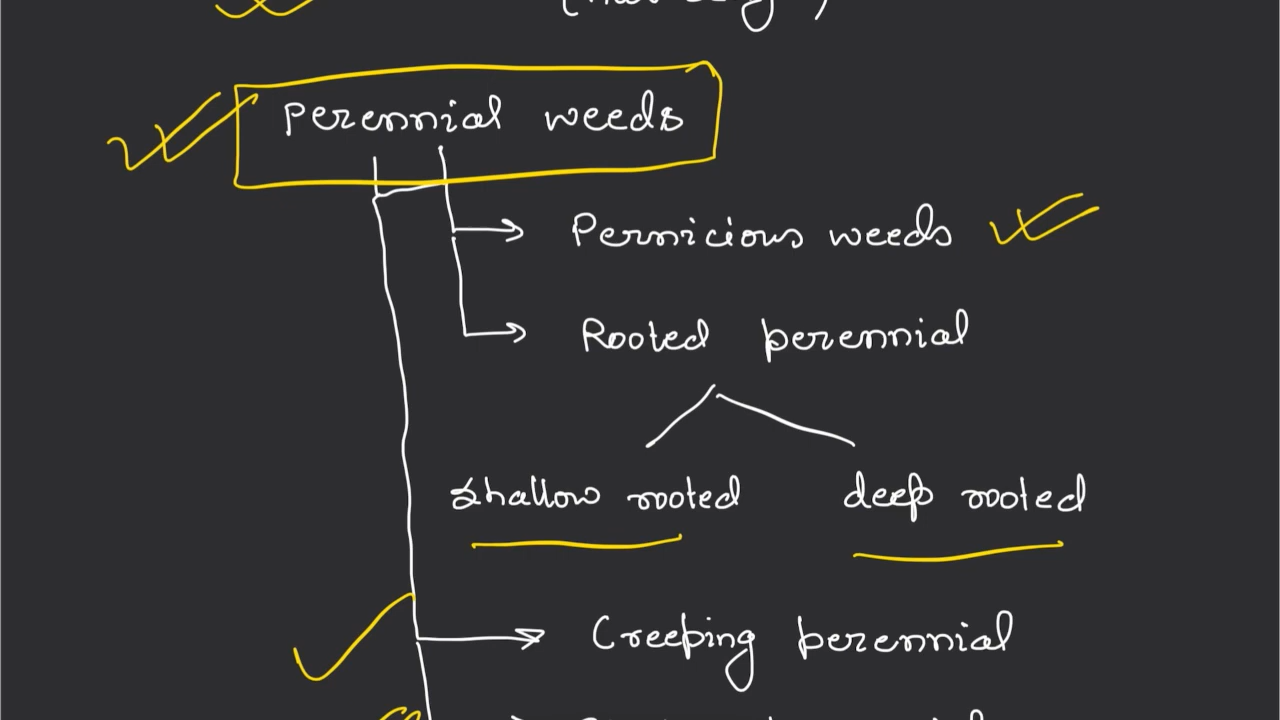 Perennial weeds
Pernicious weeds
Rooted perennial
shallow rooted deep rooted
Creeping perennial